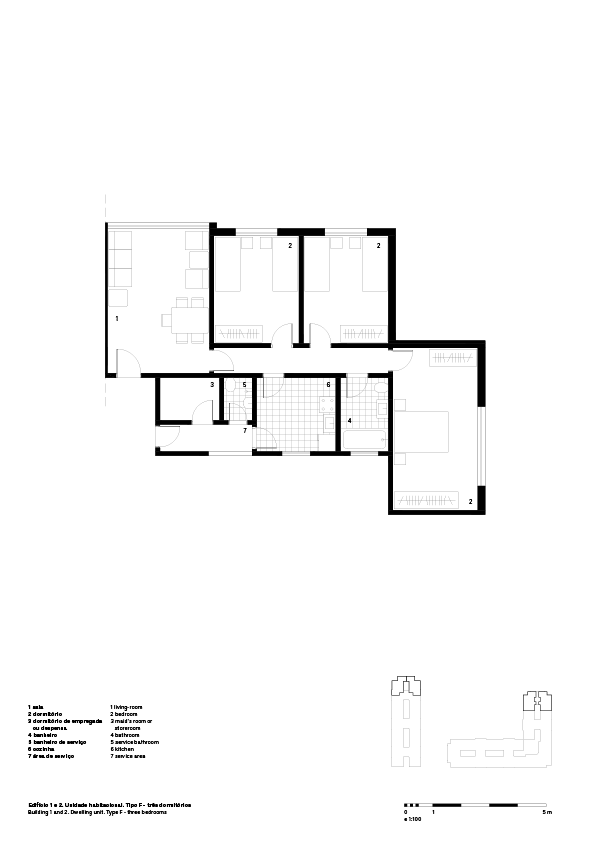 2 2
1
3 5 6
4
7
2
1 sala 1 living-room
2 dormitório 2 bedroom
3 dormitório de empregada 3 maid's room or
ou despensa storeroom
4 banheiro 4 bathroom
5 banheiro de serviço 5 service bathroom
6 cozinha 6 kitchen
7 área de serviço 7 service area
Edifício 1 e 2. Unidade habitacional. Tipo F - três dormitórios
Building 1 and 2. Dwelling unit. Type F - three bedrooms
0 1 5 m
e 1:100